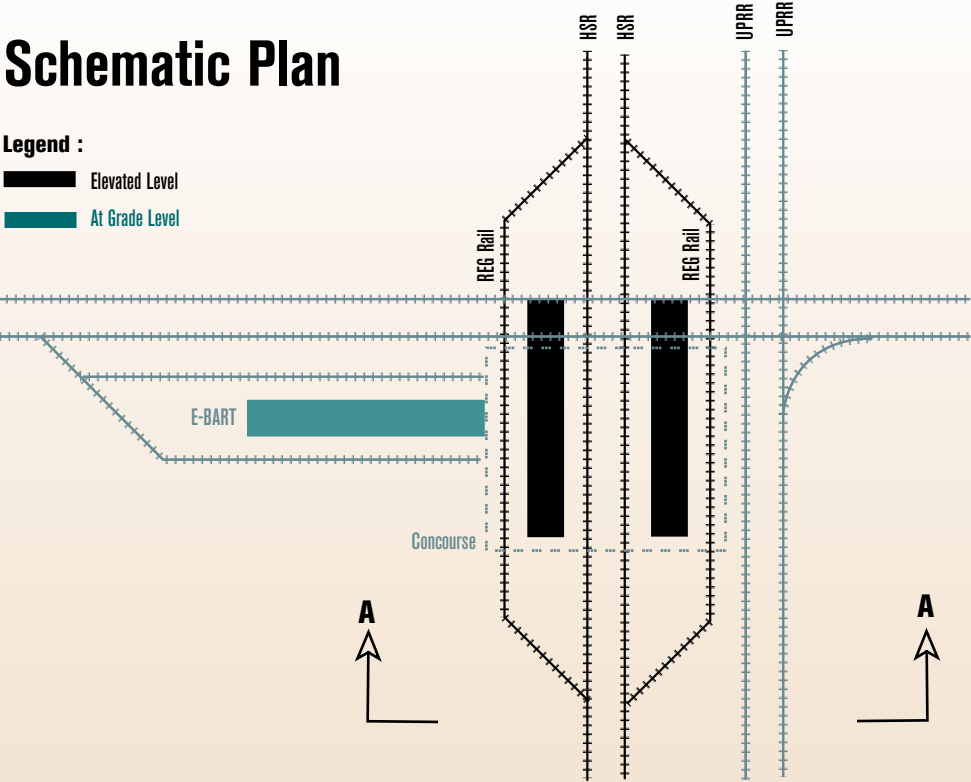 HSR
HSR
UPRR
UPRR
Schematic Plan
Legend :
Elevated Level
At Grade Level
REG Rail
REG Rail
E-BART
Concourse
A
A